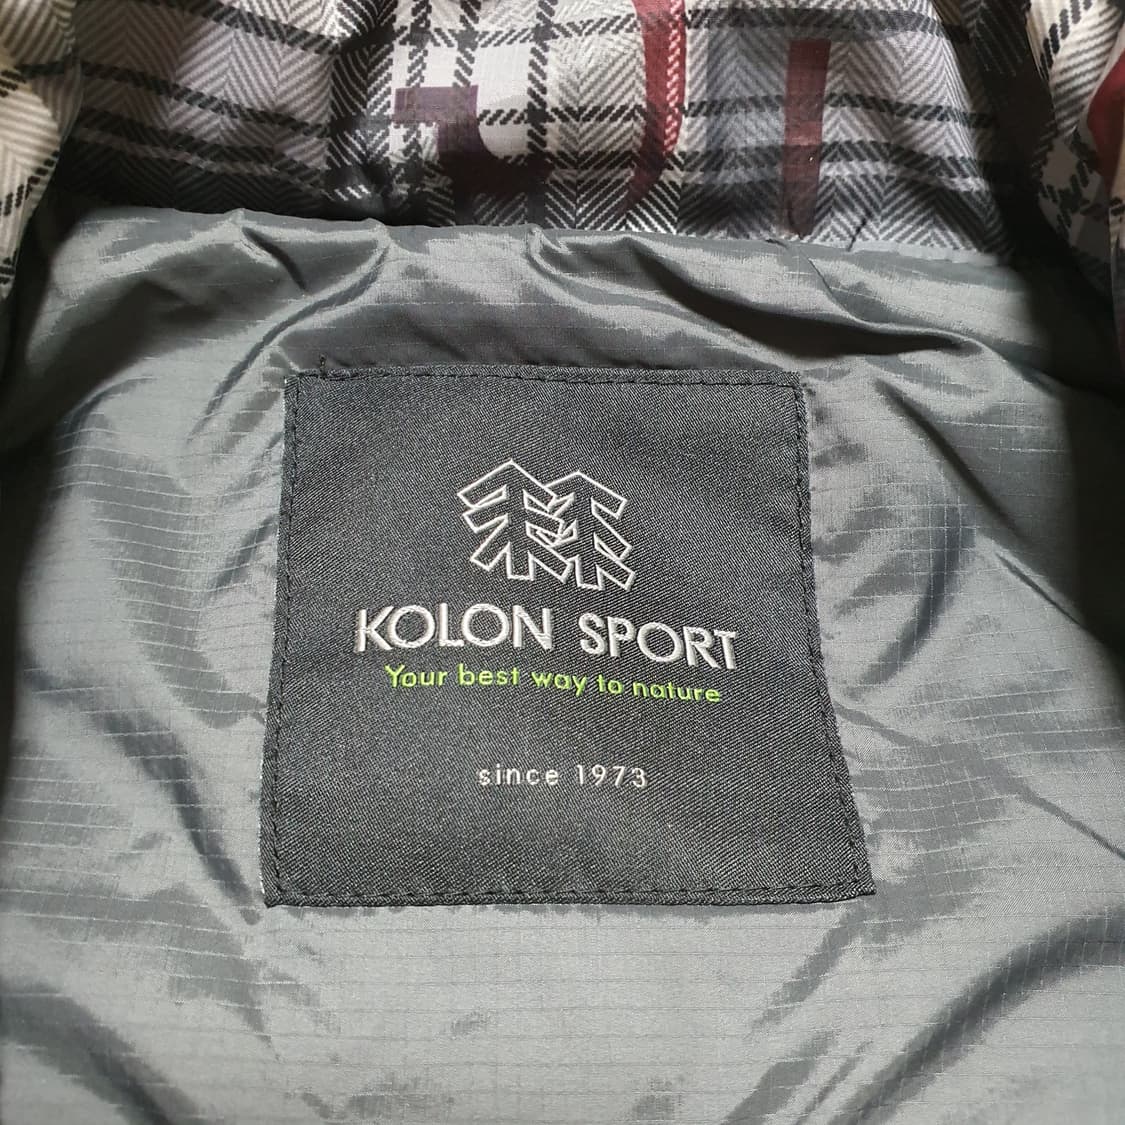 KOLON SPORT
Your best way to nature
since 1973